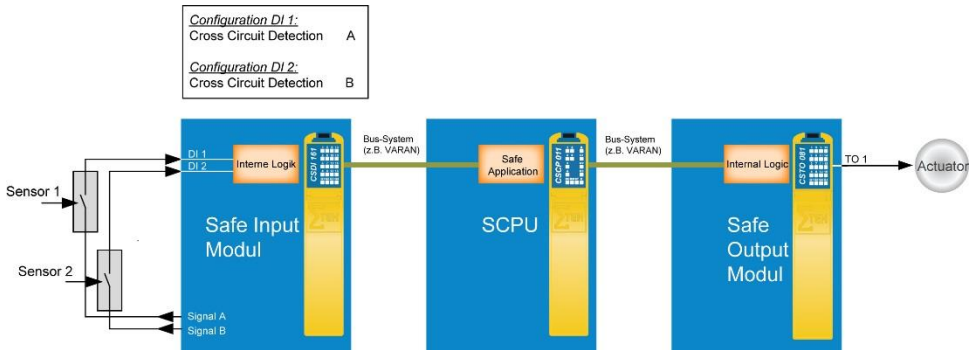 Configuration DI 1:
Cross Circuit Detection A
Configuration DI 2:
Cross Circuit Detection B
DI 1
DI 2
Interne Logik
CSDI 161
Bus-System
(z.B. VARAN)
Safe
Application
CSCP 011
Bus-System
(z.B. VARAN)
Internal Logic
CSTO 081
TO 1
Actuator
Sensor 1
Sensor 2
Safe Input
Modul
SCPU
Safe
Output
Modul
Signal A
Signal B